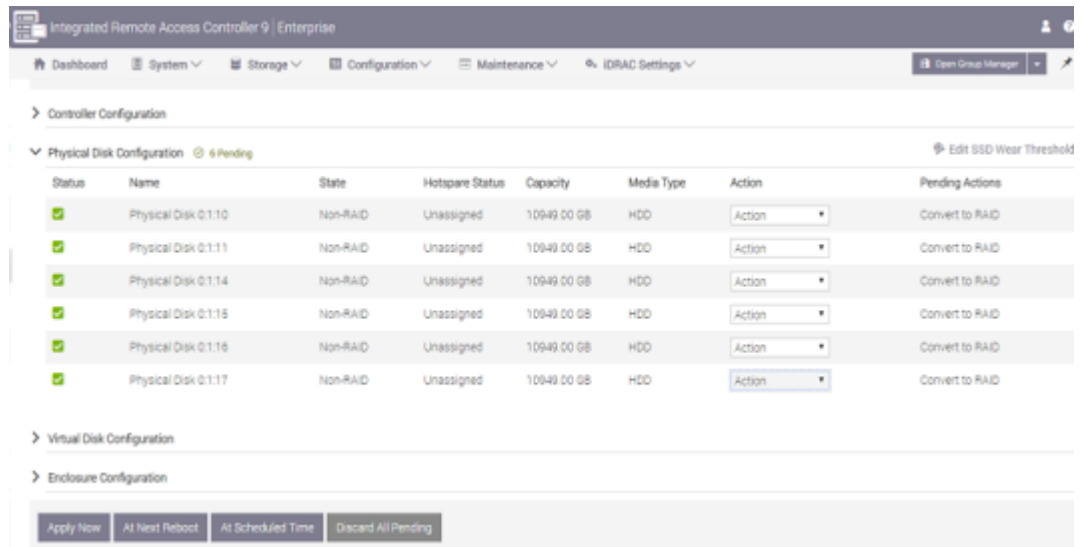 Integrated Remote Access Controller 9 | Enterprise
Dashboard System Storage Configuration Maintenance iDRAC Settings Open Group Manager
Controller Configuration
Physical Disk Configuration 6 Pending Edit SSD Wear Threshold
Status Name State Hotspare Status Capacity Media Type Action Pending Actions
Physical Disk 0:1:10 Non-RAID Unassigned 10949.00 GB HDD Action Convert to RAID
Physical Disk 0:1:11 Non-RAID Unassigned 10949.00 GB HDD Action Convert to RAID
Physical Disk 0:1:14 Non-RAID Unassigned 10949.00 GB HDD Action Convert to RAID
Physical Disk 0:1:15 Non-RAID Unassigned 10949.00 GB HDD Action Convert to RAID
Physical Disk 0:1:16 Non-RAID Unassigned 10949.00 GB HDD Action Convert to RAID
Physical Disk 0:1:17 Non-RAID Unassigned 10949.00 GB HDD Action Convert to RAID
Virtual Disk Configuration
Enclosure Configuration
Apply Now At Next Reboot At Scheduled Time Discard All Pending